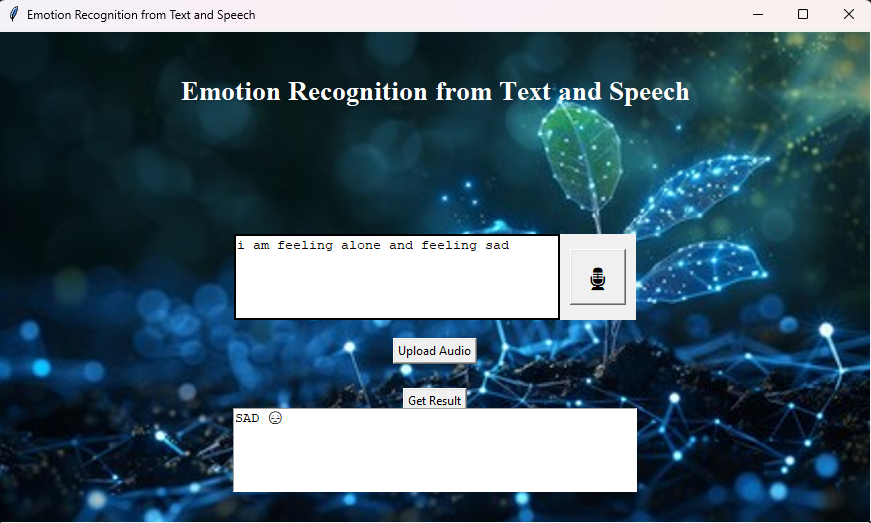 Emotion Recognition from Text and Speech
Emotion Recognition from Text and Speech
i am feeling alone and feeling sad
Upload Audio
Get Result
SAD 😑